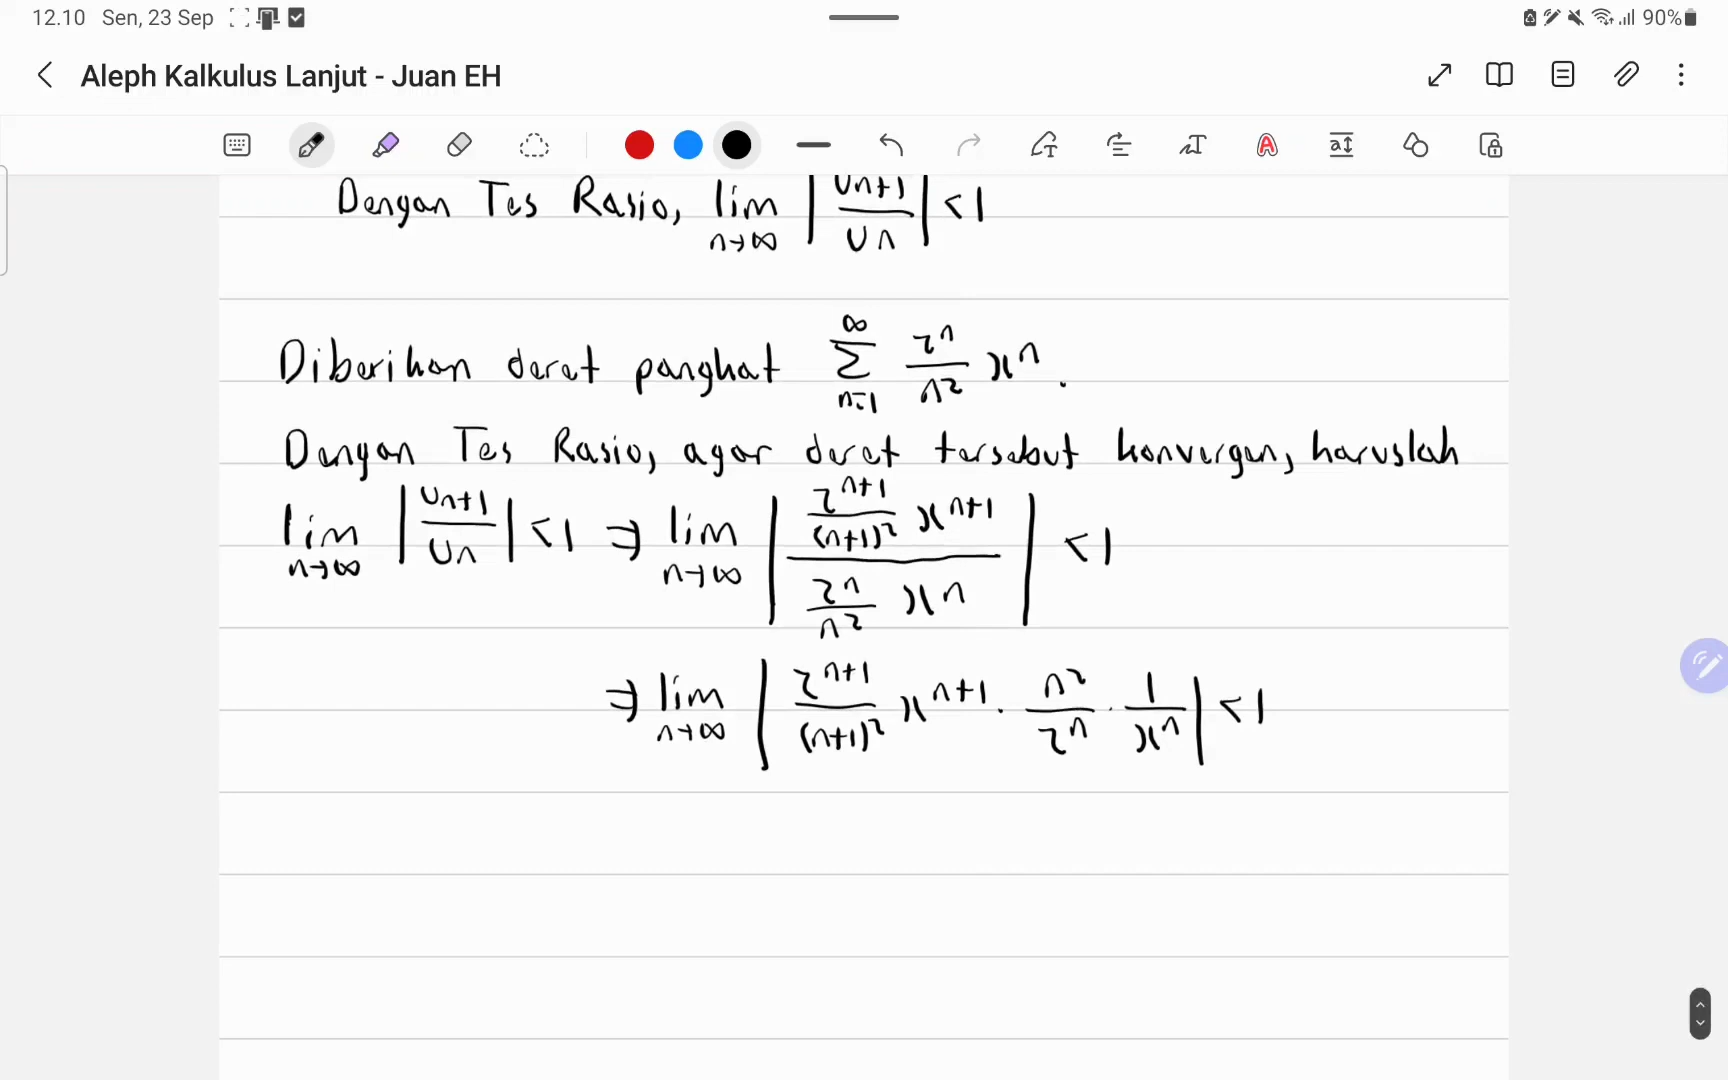 12.10 Sen, 23 Sep 90%
Aleph Kalkulus Lanjut - Juan EH
Dengan Tes Rasio, lim n→∞ |Un+1 / Un| < 1
Diberikan deret pangkat ∑ n=1 ∞ 2^n / n^2 x^n.
Dengan Tes Rasio, agar deret tersebut konvergen, haruslah
lim n→∞ |Un+1 / Un| < 1 ⇒ lim n→∞ |(2^(n+1) / (n+1)^2 x^(n+1)) / (2^n / n^2 x^n)| < 1
⇒ lim n→∞ |2^(n+1) / (n+1)^2 x^(n+1) · n^2 / 2^n · 1 / x^n| < 1